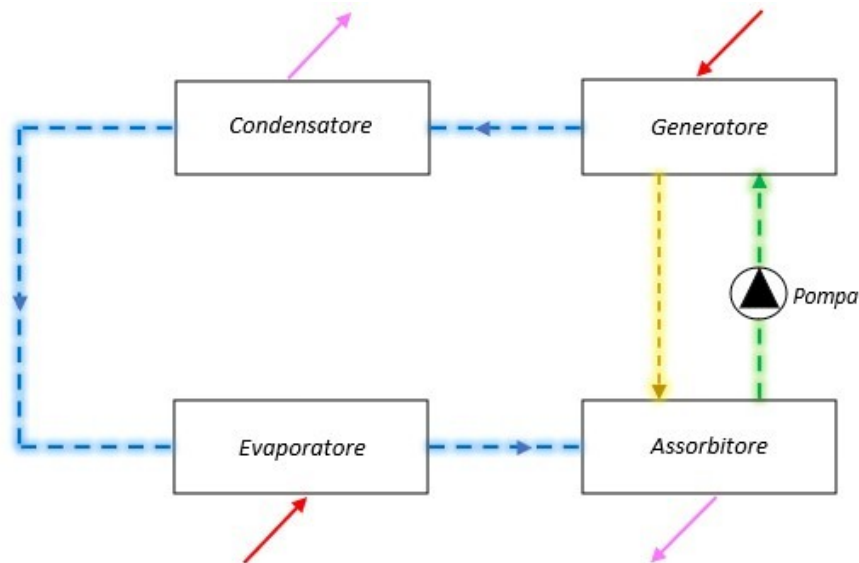 Condensatore
Generatore
Pompa
Evaporatore
Assorbitore